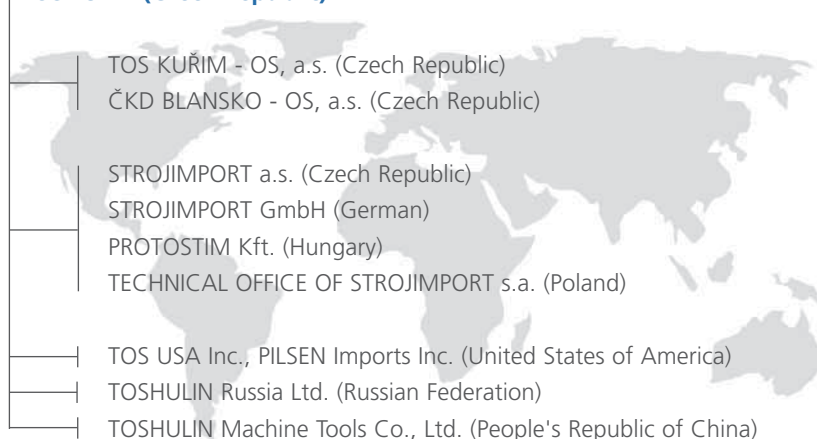 TOS KUŘIM - OS, a.s. (Czech Republic)
ČKD BLANSKO - OS, a.s. (Czech Republic)
STROJIMPORT a.s. (Czech Republic)
STROJIMPORT GmbH (German)
PROTOSTIM Kft. (Hungary)
TECHNICAL OFFICE OF STROJIMPORT s.a. (Poland)
TOS USA Inc., PILSEN Imports Inc. (United States of America)
TOSHULIN Russia Ltd. (Russian Federation)
TOSHULIN Machine Tools Co., Ltd. (People's Republic of China)